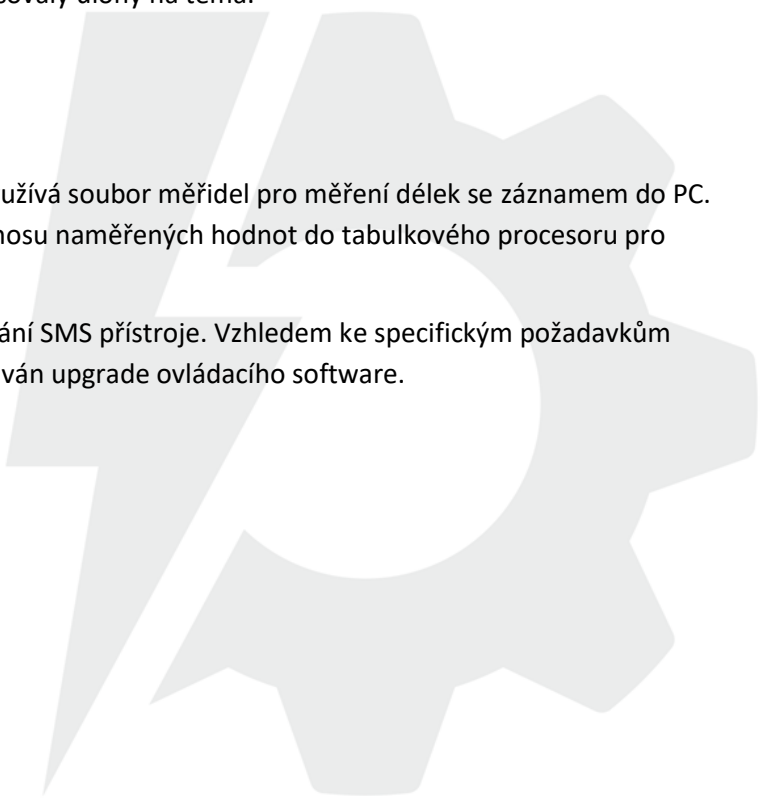 úlohy na téma:
užívá soubor měřidel pro měření délek se záznamem do PC.
nosu naměřených hodnot do tabulkového procesoru pro
ání SMS přístroje. Vzhledem ke specifickým požadavkům
ván upgrade ovládacího software.